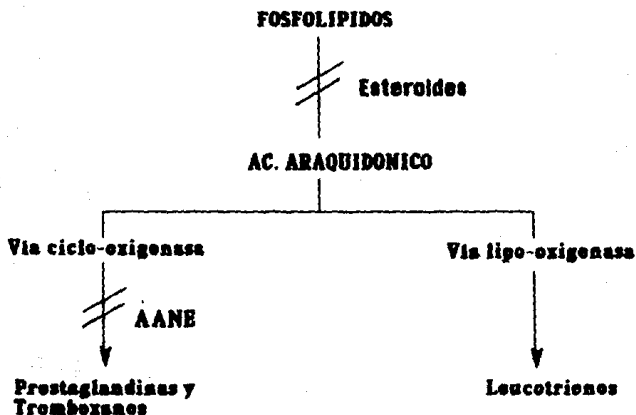 FOSFOLIPIDOS
Esteroides
AC. ARAQUIDONICO
Via ciclo-oxigenasa
Via lipo-oxigenasa
AANE
Prostaglandinas y
Tromboxanos
Leucotrienos